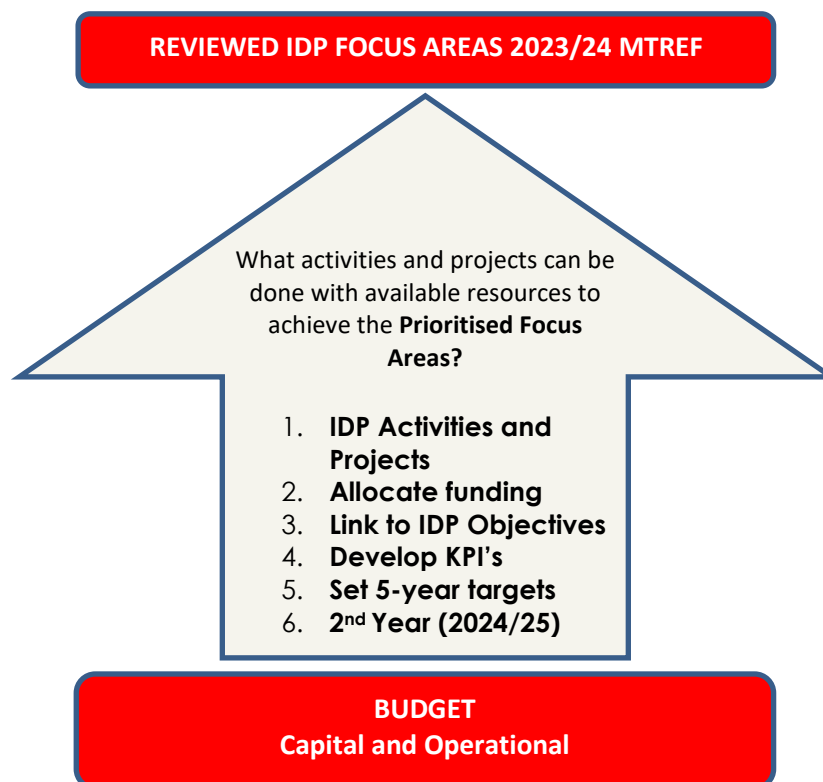 REVIEWED IDP FOCUS AREAS 2023/24 MTREF
What activities and projects can be
done with available resources to
achieve the Prioritised Focus
Areas?
1. IDP Activities and
Projects
2. Allocate funding
3. Link to IDP Objectives
4. Develop KPI’s
5. Set 5-year targets
6. 2nd Year (2024/25)
BUDGET
Capital and Operational